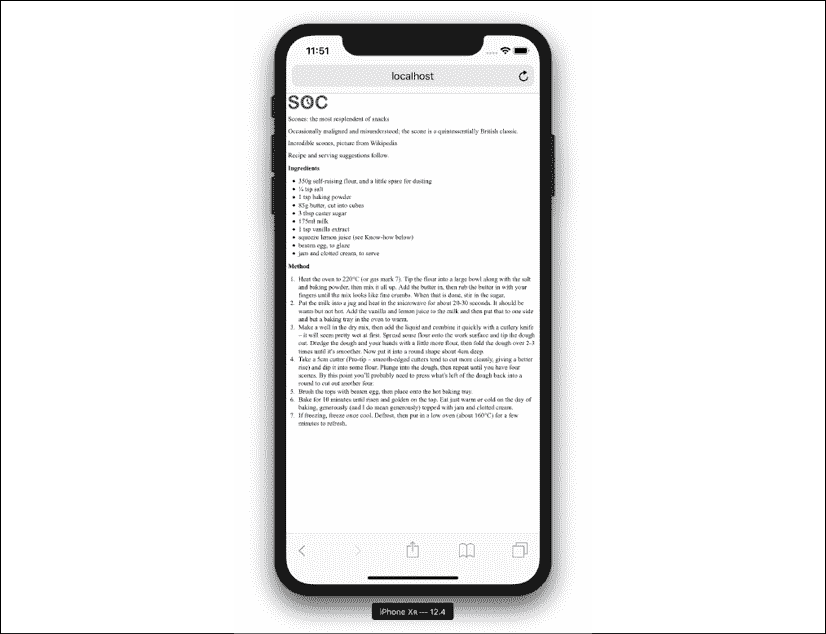 11:51
localhost
SOC
Scones: the most resplendent of snacks
Occasionally maligned and misunderstood; the scone is a quintessentially British classic.
Incredible scones, picture from Wikipedia
Recipe and serving suggestions follow.
Ingredients
• 350g self-raising flour, and a little spare for dusting
• ¼ tsp salt
• 1 tsp baking powder
• 85g butter, cut into cubes
• 3 tbsp caster sugar
• 175ml milk
• 1 tsp vanilla extract
• squeeze lemon juice (see Know-how below)
• beaten egg, to glaze
• jam and clotted cream, to serve
Method
1. Heat the oven to 220°C (or gas mark 7). Tip the flour into a large bowl along with the salt
and baking powder, then mix it all up. Add the butter in, then rub the butter in with your
fingers until the mix looks like fine crumbs. When that is done, stir in the sugar.
2. Put the milk into a jug and heat in the microwave for about 20-30 seconds. It should be
warm but not hot. Add the vanilla and lemon juice to the milk and then put that to one side
and but a baking tray in the oven to warm.
3. Make a well in the dry mix, then add the liquid and combine it quickly with a cutlery knife
– it will seem pretty wet at first. Spread some flour onto the work surface and tip the dough
out. Dredge the dough and your hands with a little more flour, then fold the dough over 2-3
times until it's smoother. Now put it into a round shape about 4cm deep.
4. Take a 5cm cutter (Pro-tip – smooth-edged cutters tend to cut more cleanly, giving a better
rise) and dip it into some flour. Plunge into the dough, then repeat until you have four
scones. By this point you'll probably need to press what's left of the dough back into a
round to cut out another four.
5. Brush the tops with beaten egg, then place onto the hot baking tray.
6. Bake for 10 minutes until risen and golden on the top. Eat just warm or cold on the day of
baking, generously (and I do mean generously) topped with jam and clotted cream.
7. If freezing, freeze once cool. Defrost, then put in a low oven (about 160°C) for a few
minutes to refresh.
iPhone Xʀ — 12.4